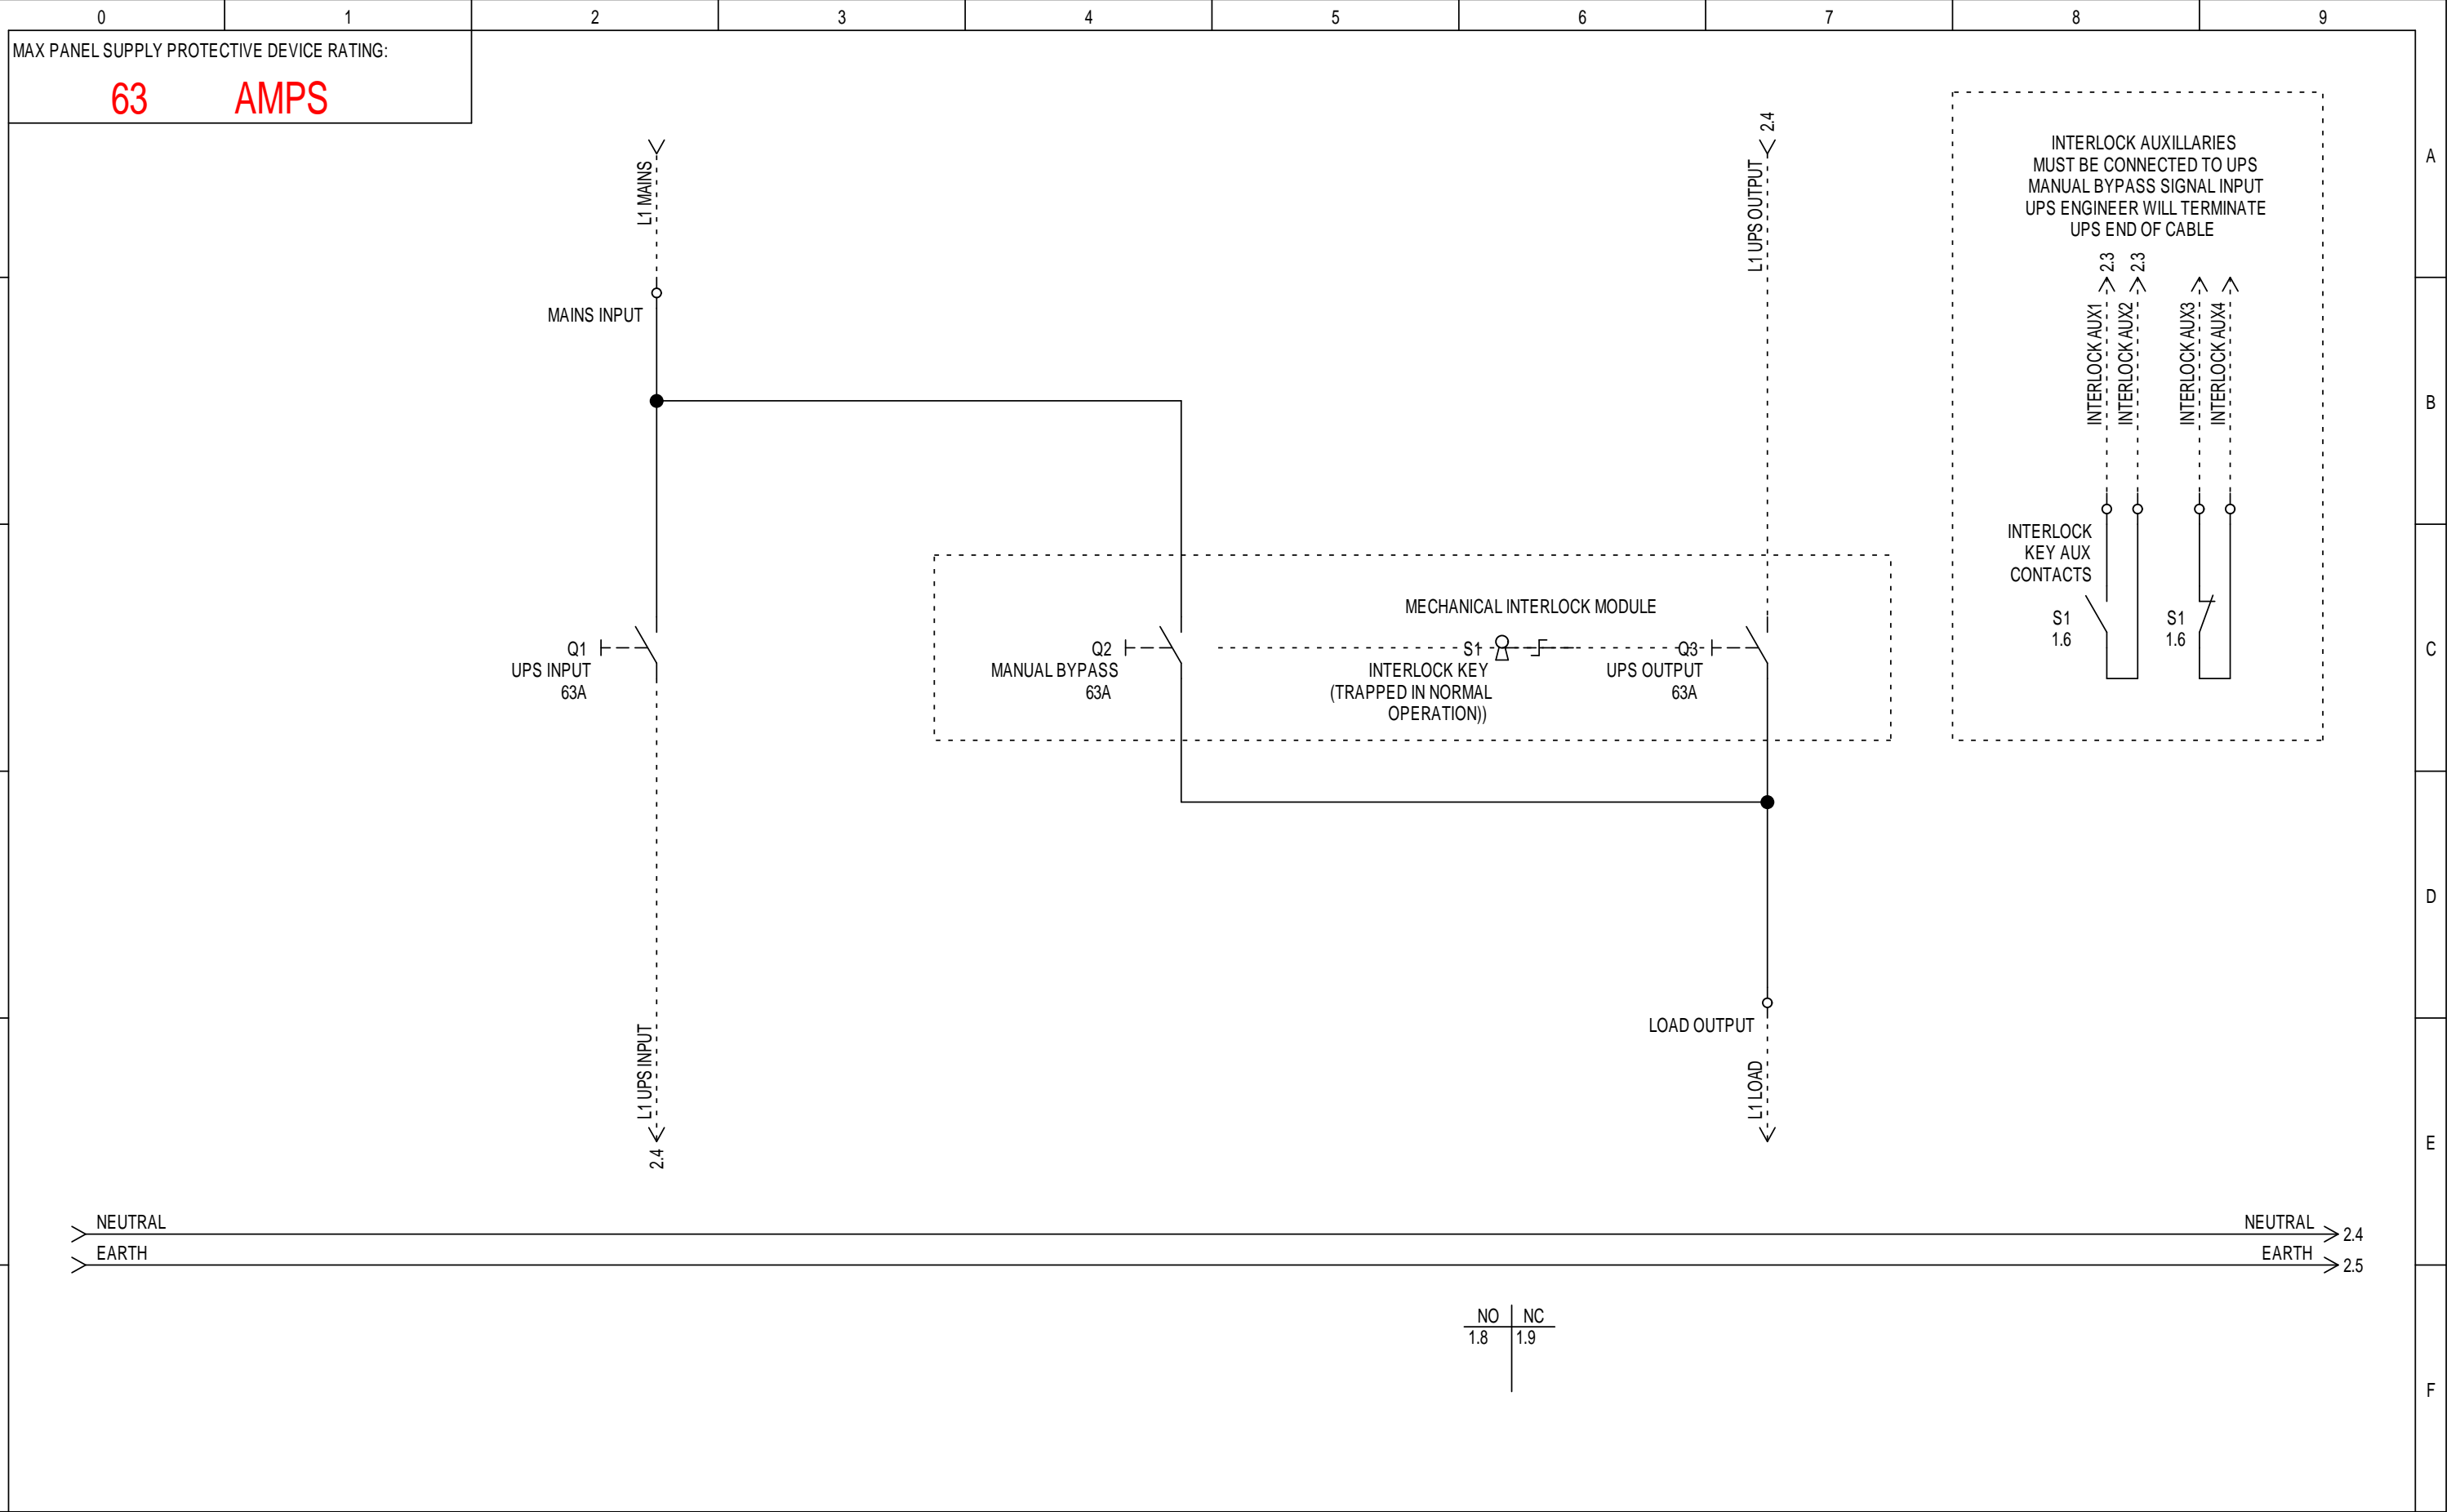 0 1 2 3 4 5 6 7 8 9
MAX PANEL SUPPLY PROTECTIVE DEVICE RATING:
63 AMPS
A
B
C
D
E
F
L1 MAINS
MAINS INPUT
2.4
L1 UPS OUTPUT
INTERLOCK AUXILLARIES
MUST BE CONNECTED TO UPS
MANUAL BYPASS SIGNAL INPUT
UPS ENGINEER WILL TERMINATE
UPS END OF CABLE
2.3
2.3
INTERLOCK AUX1
INTERLOCK AUX2
INTERLOCK AUX3
INTERLOCK AUX4
INTERLOCK
KEY AUX
CONTACTS
S1
1.6
S1
1.6
Q1
UPS INPUT
63A
Q2
MANUAL BYPASS
63A
MECHANICAL INTERLOCK MODULE
S1
INTERLOCK KEY
(TRAPPED IN NORMAL
OPERATION))
Q3
UPS OUTPUT
63A
L1 UPS INPUT
2.4
LOAD OUTPUT
L1 LOAD
NEUTRAL NEUTRAL 2.4
EARTH EARTH 2.5
NO NC
1.8 1.9